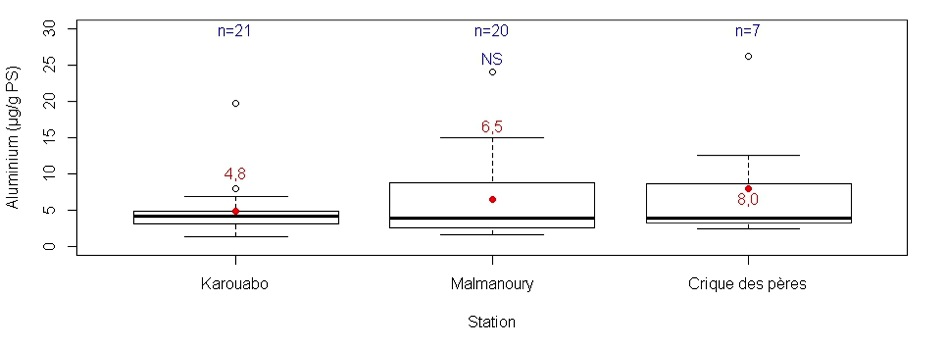 n=21 n=20 n=7
NS
4,8 6,5 8,0
Aluminium (µg/g PS)
30
25
20
15
10
5
0
Karouabo Malmanoury Crique des pères
Station